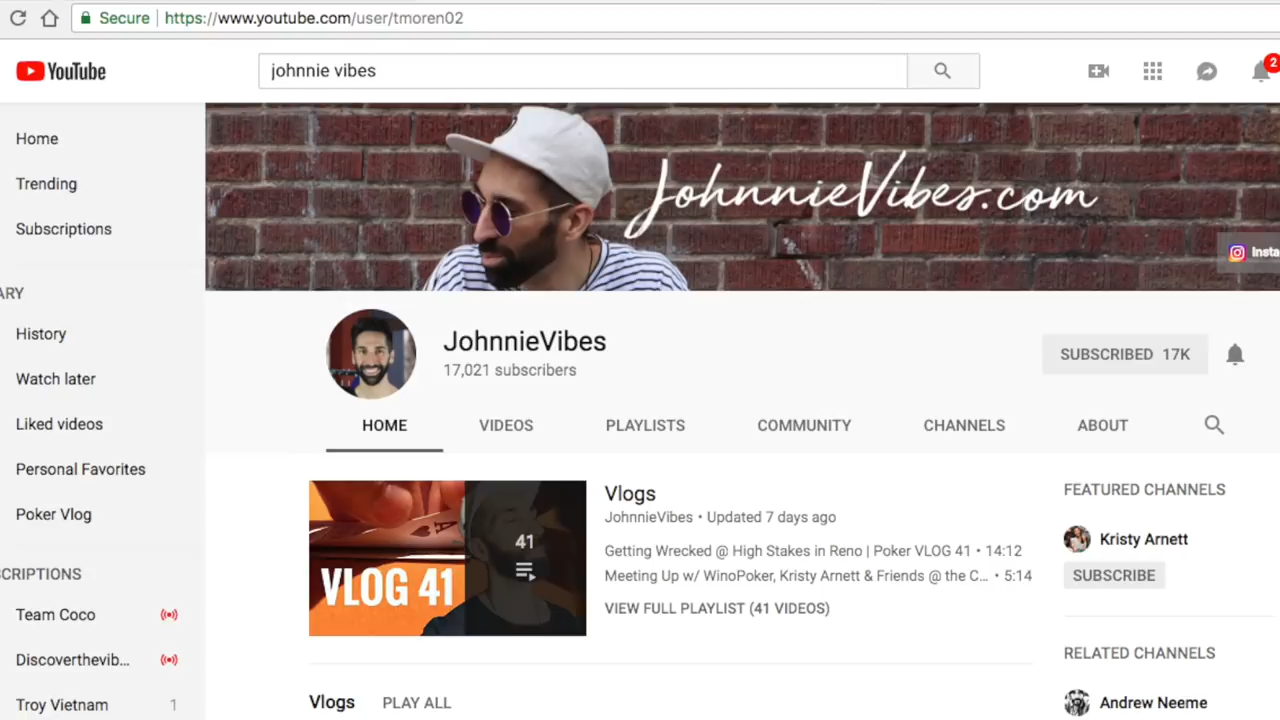 Secure https://www.youtube.com/user/tmoren02
YouTube
johnnie vibes
2
Home
Trending
Subscriptions
JohnnieVibes.com
Insta
ARY
History
Watch later
Liked videos
Personal Favorites
Poker Vlog
CRIPTIONS
Team Coco
Discoverthevib...
Troy Vietnam 1
JohnnieVibes
17,021 subscribers
SUBSCRIBED 17K
HOME VIDEOS PLAYLISTS COMMUNITY CHANNELS ABOUT
A
VLOG 41
41
Vlogs
JohnnieVibes • Updated 7 days ago
Getting Wrecked @ High Stakes in Reno | Poker VLOG 41 • 14:12
Meeting Up w/ WinoPoker, Kristy Arnett & Friends @ the C... • 5:14
VIEW FULL PLAYLIST (41 VIDEOS)
FEATURED CHANNELS
Kristy Arnett
SUBSCRIBE
RELATED CHANNELS
Andrew Neeme
Vlogs PLAY ALL